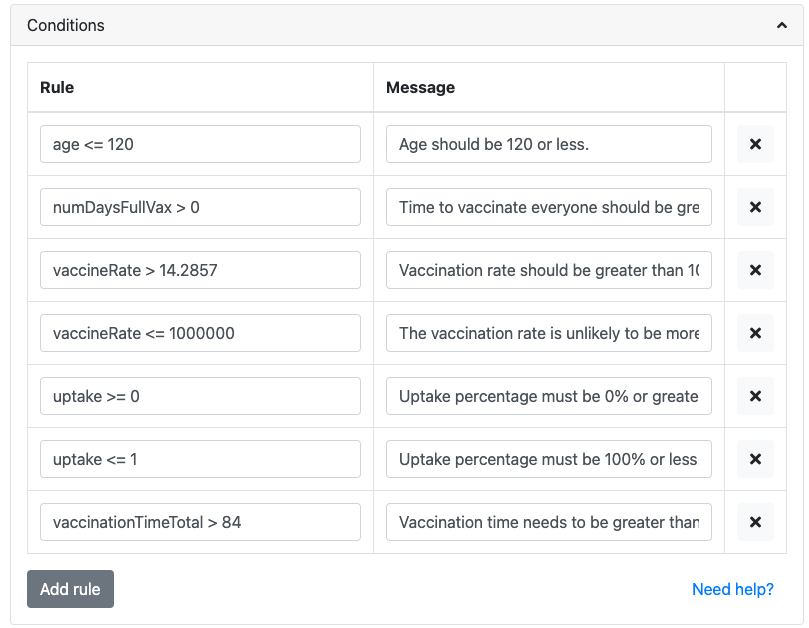 Conditions
Rule Message
age <= 120 Age should be 120 or less.
numDaysFullVax > 0 Time to vaccinate everyone should be gre
vaccineRate > 14.2857 Vaccination rate should be greater than 10
vaccineRate <= 1000000 The vaccination rate is unlikely to be more
uptake >= 0 Uptake percentage must be 0% or greate
uptake <= 1 Uptake percentage must be 100% or less
vaccinationTimeTotal > 84 Vaccination time needs to be greater than
Add rule Need help?